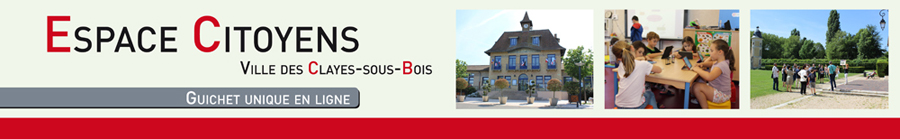 Espace Citoyens
Ville des Clayes-sous-Bois
Guichet unique en ligne